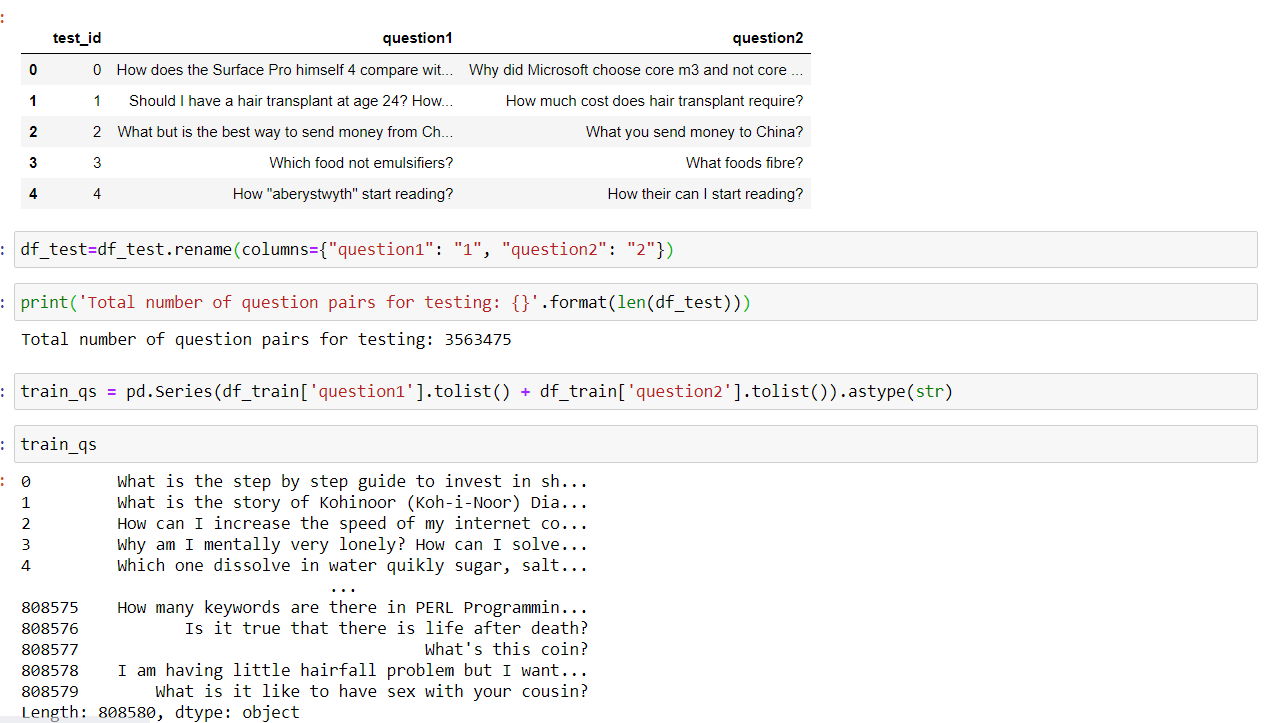 test_id question1 question2
0 0 How does the Surface Pro himself 4 compare wit... Why did Microsoft choose core m3 and not core ...
1 1 Should I have a hair transplant at age 24? How... How much cost does hair transplant require?
2 2 What but is the best way to send money from Ch... What you send money to China?
3 3 Which food not emulsifiers? What foods fibre?
4 4 How "aberystwyth" start reading? How their can I start reading?
: df_test=df_test.rename(columns={"question1": "1", "question2": "2"})
: print('Total number of question pairs for testing: {}'.format(len(df_test)))
Total number of question pairs for testing: 3563475
: train_qs = pd.Series(df_train['question1'].tolist() + df_train['question2'].tolist()).astype(str)
: train_qs
: 0 What is the step by step guide to invest in sh...
1 What is the story of Kohinoor (Koh-i-Noor) Dia...
2 How can I increase the speed of my internet co...
3 Why am I mentally very lonely? How can I solve...
4 Which one dissolve in water quikly sugar, salt...
...
808575 How many keywords are there in PERL Programmin...
808576 Is it true that there is life after death?
808577 What's this coin?
808578 I am having little hairfall problem but I want...
808579 What is it like to have sex with your cousin?
Length: 808580, dtype: object